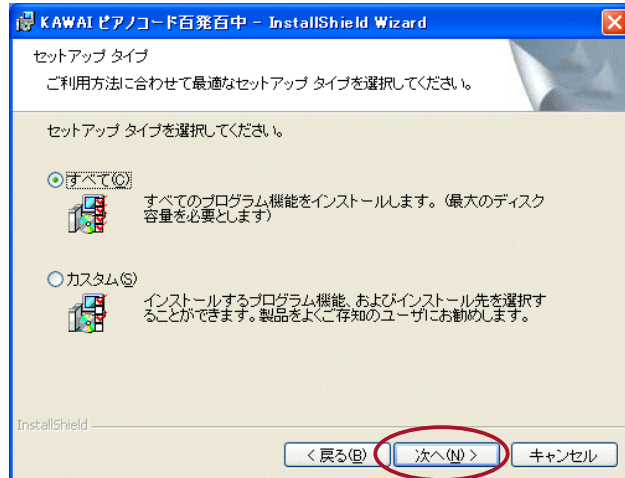 KAWAI ピアノコード百発百中 - InstallShield Wizard
セットアップ タイプ
ご利用方法に合わせて最適なセットアップ タイプを選択してください。
セットアップ タイプを選択してください。
すべて(C)
すべてのプログラム機能をインストールします。（最大のディスク
容量を必要とします）
カスタム(S)
インストールするプログラム機能、およびインストール先を選択す
ることができます。製品をよくご存知のユーザにお勧めします。
InstallShield
< 戻る(B)
次へ(N) >
キャンセル